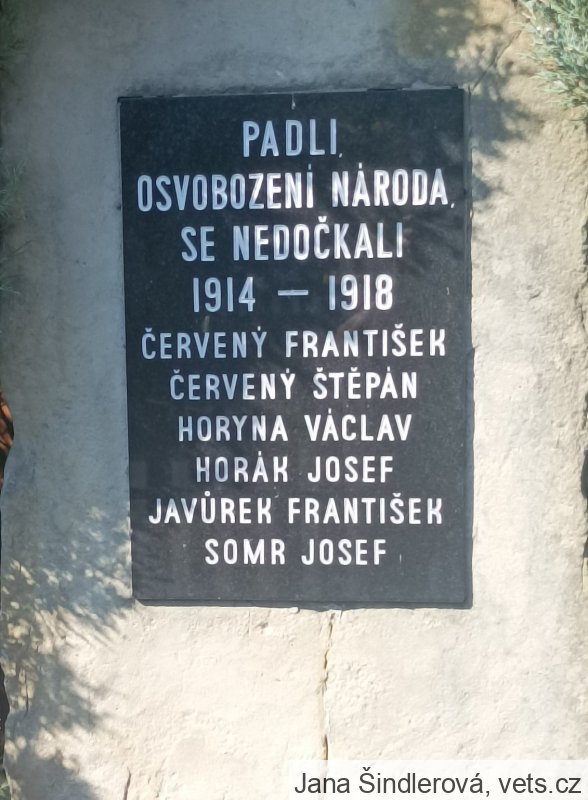 PADLI,
OSVOBOZENÍ NÁRODA,
SE NEDOČKALI
1914 — 1918
ČERVENÝ FRANTIŠEK
ČERVENÝ ŠTĚPÁN
HORYNA VÁCLAV
HORÁK JOSEF
JAVŮREK FRANTIŠEK
SOMR JOSEF
Jana Šindlerová, vets.cz